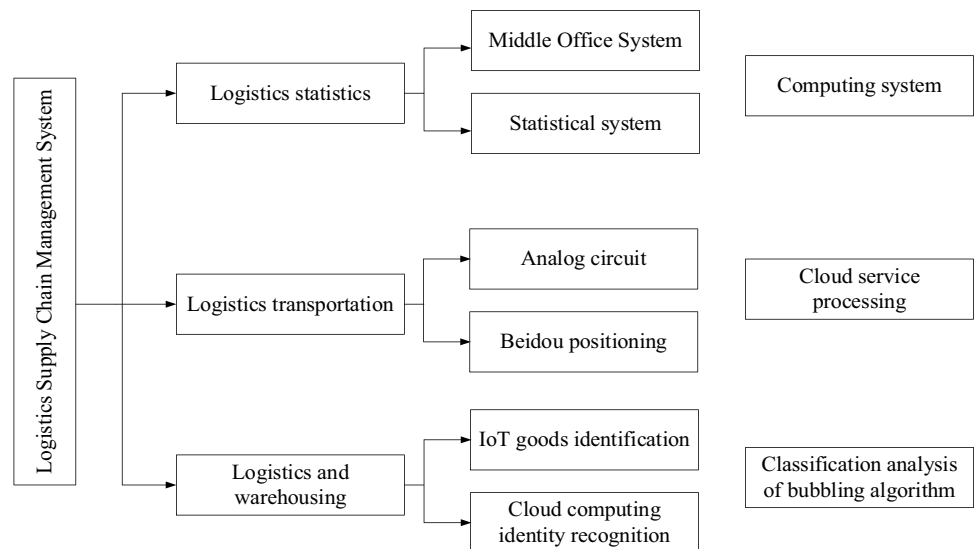 Logistics Supply Chain Management System
Logistics statistics
Middle Office System
Statistical system
Computing system
Logistics transportation
Analog circuit
Beidou positioning
Cloud service
processing
Logistics and
warehousing
IoT goods identification
Cloud computing
identity recognition
Classification analysis
of bubbling algorithm